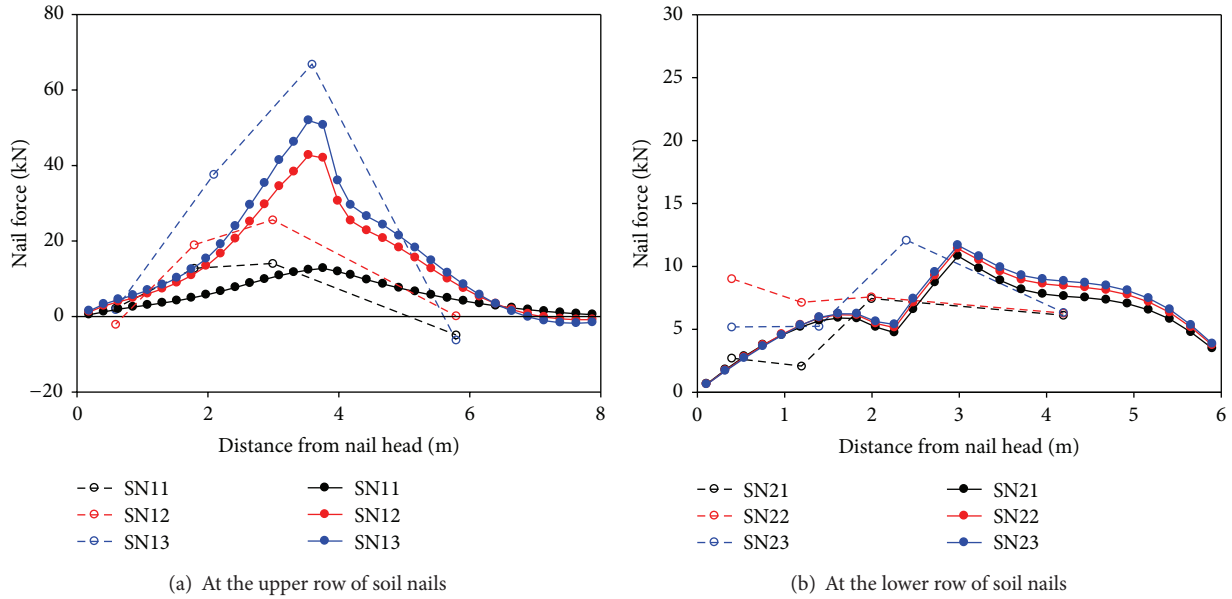 80
60
40
20
0
−20
Nail force (kN)
0 2 4 6 8
Distance from nail head (m)
SN11 SN11
SN12 SN12
SN13 SN13
(a) At the upper row of soil nails
30
25
20
15
10
5
0
Nail force (kN)
0 1 2 3 4 5 6
Distance from nail head (m)
SN21 SN21
SN22 SN22
SN23 SN23
(b) At the lower row of soil nails